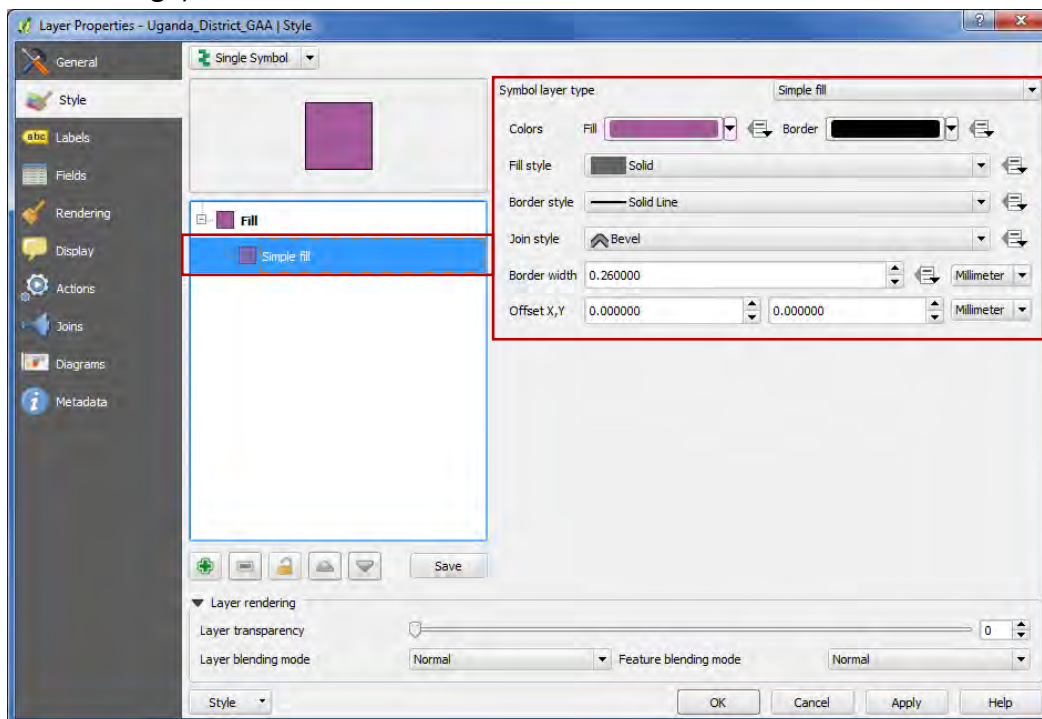 Layer Properties - Uganda_District_GAA | Style
General
Style
Labels
Fields
Rendering
Display
Actions
Joins
Diagrams
Metadata
Single Symbol
Fill
Simple fill
Save
Symbol layer type Simple fill
Colors Fill Border
Fill style Solid
Border style Solid Line
Join style Bevel
Border width 0.260000 Millimeter
Offset X,Y 0.000000 0.000000 Millimeter
Layer rendering
Layer transparency 0
Layer blending mode Normal Feature blending mode Normal
Style OK Cancel Apply Help